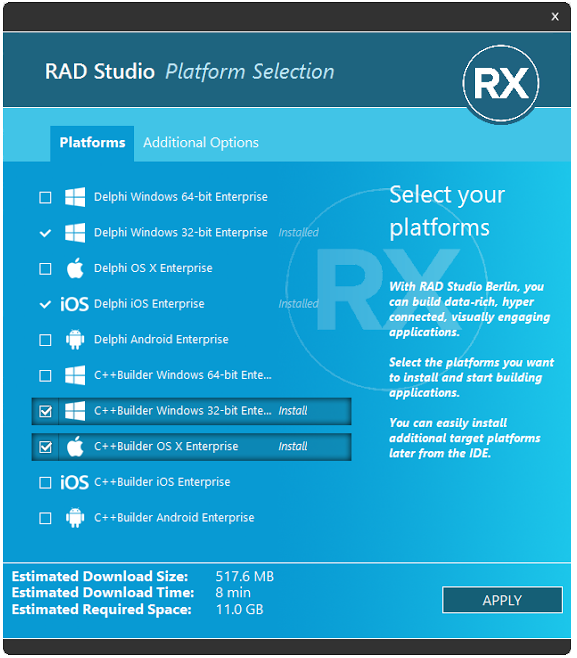 x
RAD Studio Platform Selection
RX
Platforms Additional Options
Delphi Windows 64-bit Enterprise
Delphi Windows 32-bit Enterprise Installed
Delphi OS X Enterprise
iOS Delphi iOS Enterprise Installed
Delphi Android Enterprise
C++Builder Windows 64-bit Ente...
C++Builder Windows 32-bit Ente... Install
C++Builder OS X Enterprise Install
iOS C++Builder iOS Enterprise
C++Builder Android Enterprise
RX
Select your
platforms
With RAD Studio Berlin, you
can build data-rich, hyper
connected, visually engaging
applications.
Select the platforms you want
to install and start building
applications.
You can easily install
additional target platforms
later from the IDE.
Estimated Download Size: 517.6 MB
Estimated Download Time: 8 min
Estimated Required Space: 11.0 GB
APPLY